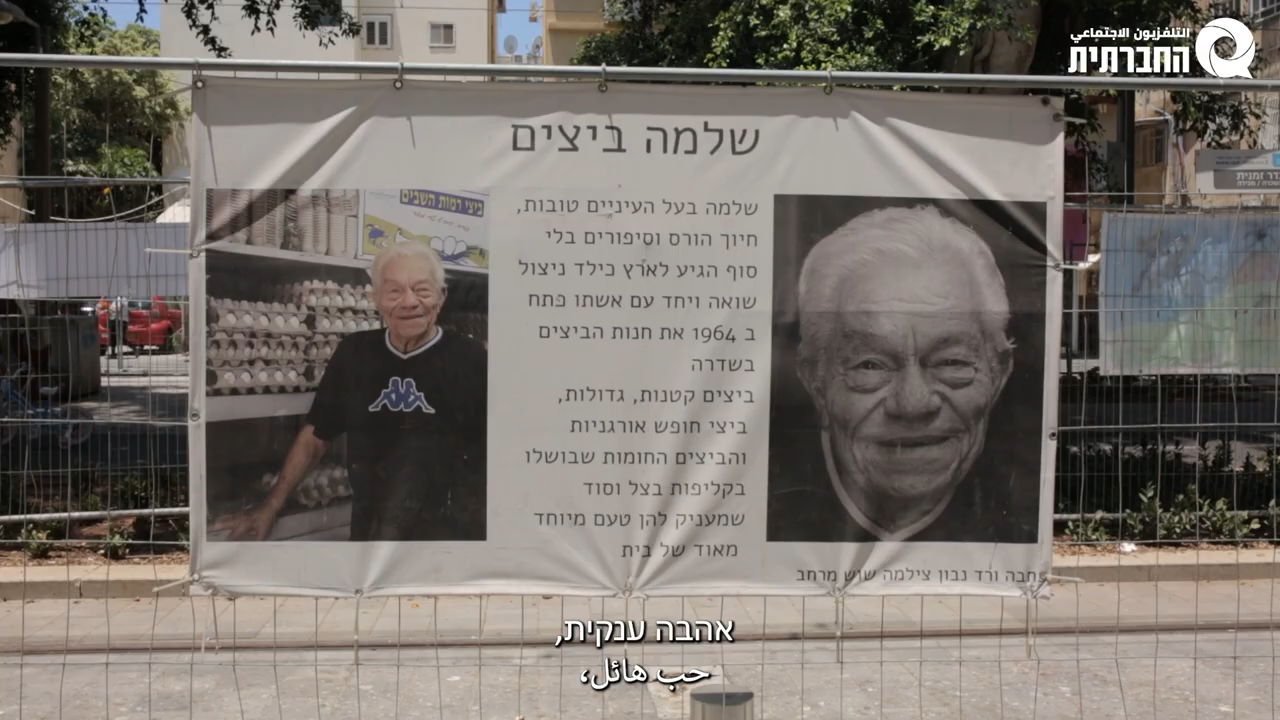 التلفزيون الاجتماعي
החברתית
שלמה ביצים
ביצי רמות השבים
שלמה בעל העיניים טובות,
חיוך הורס וסיפורים בלי
סוף הגיע לארץ כילד ניצול
שואה ויחד עם אשתו פתח
ב 1964 את חנות הביצים
בשדרה
ביצים קטנות, גדולות,
ביצי חופש אורגניות
והביצים החומות שבושלו
בקליפות בצל וסוד
שמעניק להן טעם מיוחד
מאוד של בית
ורד נבון צילמה שוש מרחב
זמנית
אהבה ענקית,
حب هائل،